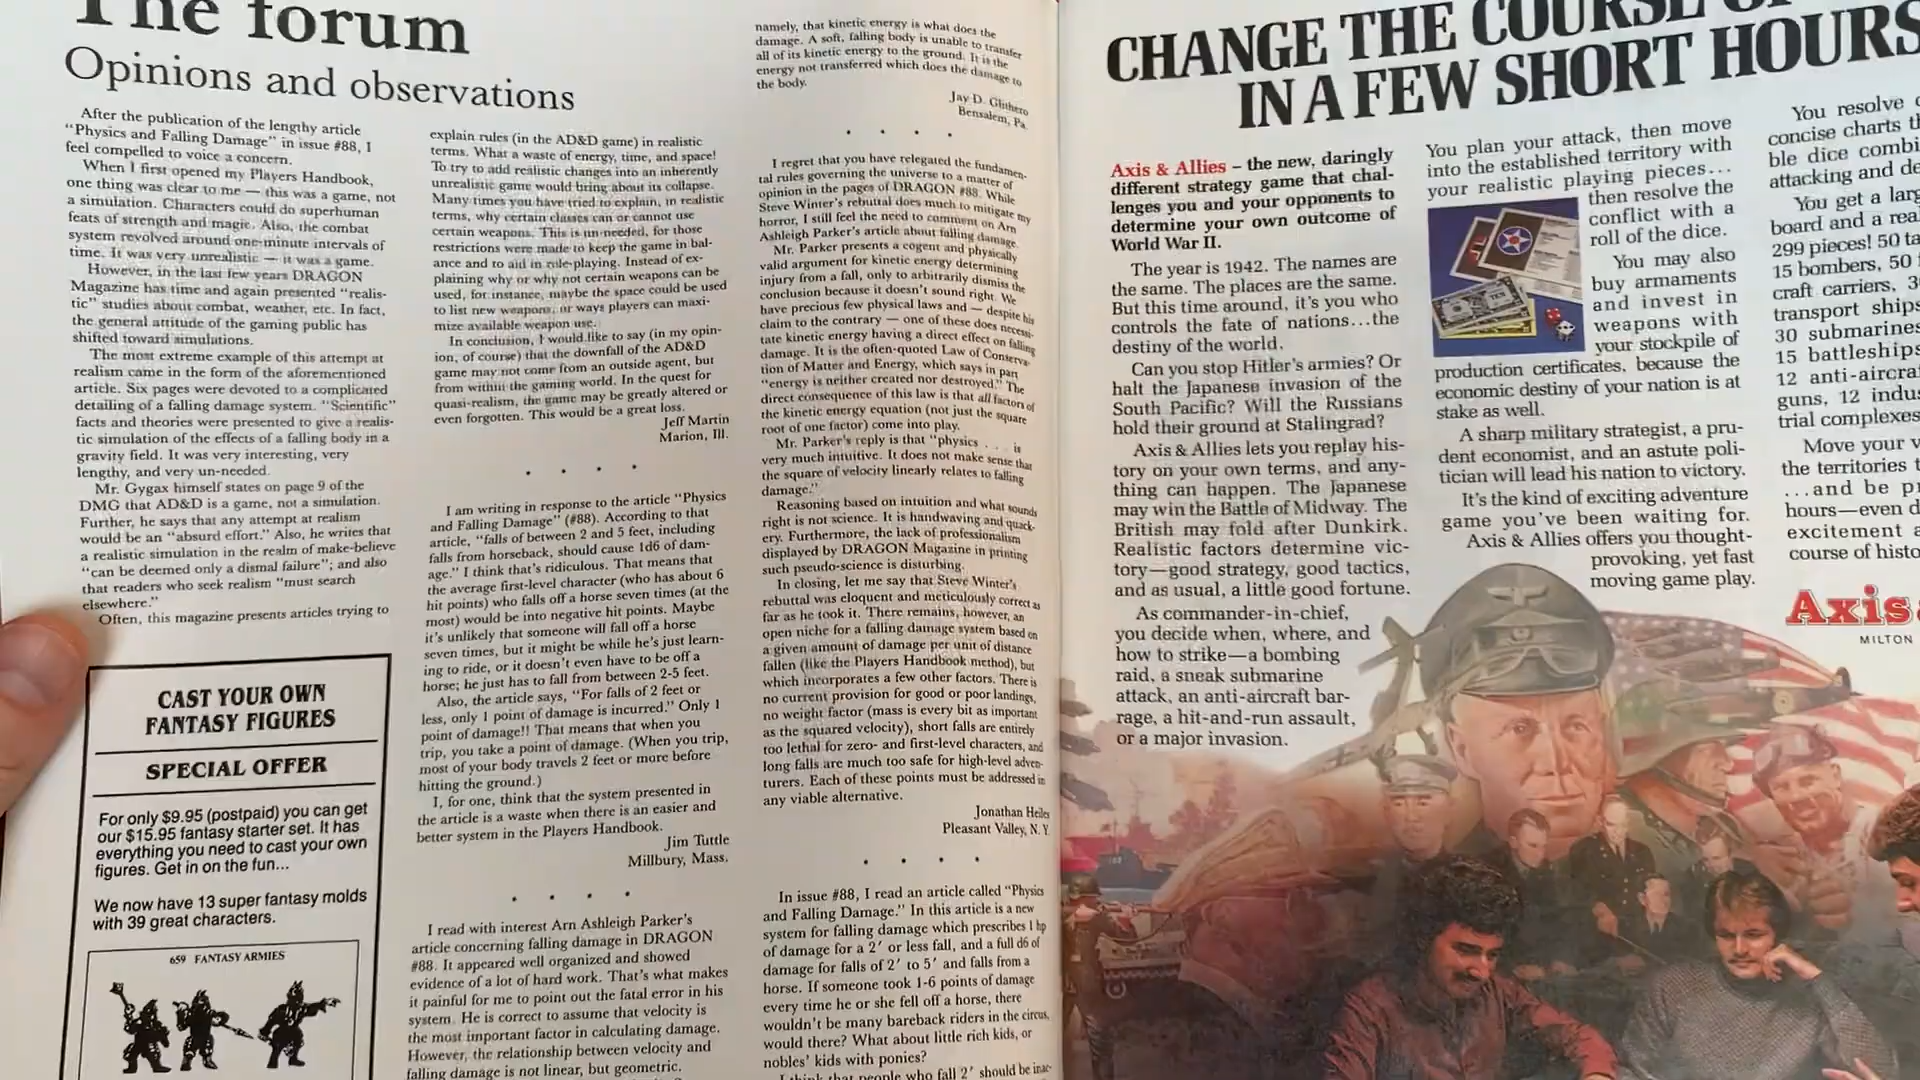 The forum
Opinions and observations
After the publication of the lengthy article
“Physics and Falling Damage” in issue #88, I
feel compelled to voice a concern.
When I first opened my Players Handbook,
one thing was clear to me — this was a game, not
a simulation. Characters could do superhuman
feats of strength and magic. Also, the combat
system revolved around one-minute intervals of
time. It was very unrealistic — it was a game.
However, in the last few years DRAGON
Magazine has time and again presented “realis-
tic” studies about combat, weather, etc. In fact,
the general attitude of the gaming public has
shifted toward simulations.
The most extreme example of this attempt at
realism came in the form of the aforementioned
article. Six pages were devoted to a complicated
detailing of a falling damage system. “Scientific”
facts and theories were presented to give a realis-
tic simulation of the effects of a falling body in a
gravity field. It was very interesting, very
lengthy, and very un-needed.
Mr. Gygax himself states on page 9 of the
DMG that AD&D is a game, not a simulation.
Further, he says that any attempt at realism
would be an “absurd effort.” Also, he writes that
a realistic simulation in the realm of make-believe
“can be deemed only a dismal failure”; and also
that readers who seek realism “must search
elsewhere.”
Often, this magazine presents articles trying to
CAST YOUR OWN
FANTASY FIGURES
SPECIAL OFFER
For only $9.95 (postpaid) you can get
our $15.95 fantasy starter set. It has
everything you need to cast your own
figures. Get in on the fun...
We now have 13 super fantasy molds
with 39 great characters.
659 FANTASY ARMIES
explain rules (in the AD&D game) in realistic
terms. What a waste of energy, time, and space!
To try to add realistic changes into an inherently
unrealistic game would bring about its collapse.
Many times you have tried to explain, in realistic
terms, why certain classes can or cannot use
certain weapons. This is un-needed, for those
restrictions were made to keep the game in bal-
ance and to aid in role-playing. Instead of ex-
plaining why or why not certain weapons can be
used, for instance, maybe the space could be used
to list new weapons, or ways players can maxi-
mize available weapon use.
In conclusion, I would like to say (in my opin-
ion, of course) that the downfall of the AD&D
game may not come from an outside agent, but
from within the gaming world. In the quest for
quasi-realism, the game may be greatly altered or
even forgotten. This would be a great loss.
Jeff Martin
Marion, Ill.
I am writing in response to the article “Physics
and Falling Damage” (#88). According to that
article, “falls of between 2 and 5 feet, including
falls from horseback, should cause 1d6 of dam-
age.” I think that’s ridiculous. That means that
the average first-level character (who has about 6
hit points) who falls off a horse seven times (at the
most) would be into negative hit points. Maybe
it’s unlikely that someone will fall off a horse
seven times, but it might be while he’s just learn-
ing to ride, or it doesn’t even have to be off a
horse; he just has to fall from between 2-5 feet.
Also, the article says, “For falls of 2 feet or
less, only 1 point of damage is incurred.” Only 1
point of damage!! That means that when you
trip, you take a point of damage. (When you trip,
most of your body travels 2 feet or more before
hitting the ground.)
I, for one, think that the system presented in
the article is a waste when there is an easier and
better system in the Players Handbook.
Jim Tuttle
Millbury, Mass.
I read with interest Arn Ashleigh Parker’s
article concerning falling damage in DRAGON
#88. It appeared well organized and showed
evidence of a lot of hard work. That’s what makes
it painful for me to point out the fatal error in his
system. He is correct to assume that velocity is
the most important factor in calculating damage.
However, the relationship between velocity and
falling damage is not linear, but geometric.
namely, that kinetic energy is what does the
damage. A soft, falling body is unable to transfer
all of its kinetic energy to the ground. It is the
energy not transferred which does the damage to
the body.
Jay D. Glithero
Bensalem, Pa.
I regret that you have relegated the fundamen-
tal rules governing the universe to a matter of
opinion in the pages of DRAGON #88. While
Steve Winter’s rebuttal does much to mitigate my
horror, I still feel the need to comment on Arn
Ashleigh Parker’s article about falling damage.
Mr. Parker presents a cogent and physically
valid argument for kinetic energy determining
injury from a fall, only to arbitrarily dismiss the
conclusion because it doesn’t sound right. We
have precious few physical laws and — despite his
claim to the contrary — one of these does necessi-
tate kinetic energy having a direct effect on falling
damage. It is the often-quoted Law of Conserva-
tion of Matter and Energy, which says in part
“energy is neither created nor destroyed.” The
direct consequence of this law is that all factors of
the kinetic energy equation (not just the square
root of one factor) come into play.
Mr. Parker’s reply is that “physics . . . is
very much intuitive. It does not make sense that
the square of velocity linearly relates to falling
damage.”
Reasoning based on intuition and what sounds
right is not science. It is handwaving and quack-
ery. Furthermore, the lack of professionalism
displayed by DRAGON Magazine in printing
such pseudo-science is disturbing.
In closing, let me say that Steve Winter’s
rebuttal was eloquent and meticulously correct as
far as he took it. There remains, however, an
open niche for a falling damage system based on
a given amount of damage per unit of distance
fallen (like the Players Handbook method), but
which incorporates a few other factors. There is
no current provision for good or poor landings,
no weight factor (mass is every bit as important
as the squared velocity), short falls are entirely
too lethal for zero- and first-level characters, and
long falls are much too safe for high-level adven-
turers. Each of these points must be addressed in
any viable alternative.
Jonathan Heiles
Pleasant Valley, N.Y.
In issue #88, I read an article called “Physics
and Falling Damage.” In this article is a new
system for falling damage which prescribes 1 hp
of damage for a 2’ or less fall, and a full d6 of
damage for falls of 2’ to 5’ and falls from a
horse. If someone took 1-6 points of damage
every time he or she fell off a horse, there
wouldn’t be many bareback riders in the circus,
would there? What about little rich kids, or
nobles’ kids with ponies?
I think that people who fall 2’ should be inac-
CHANGE THE COURSE
IN A FEW SHORT HOURS
Axis & Allies – the new, daringly
different strategy game that chal-
lenges you and your opponents to
determine your own outcome of
World War II.
The year is 1942. The names are
the same. The places are the same.
But this time around, it’s you who
controls the fate of nations...the
destiny of the world.
Can you stop Hitler’s armies? Or
halt the Japanese invasion of the
South Pacific? Will the Russians
hold their ground at Stalingrad?
Axis & Allies lets you replay his-
tory on your own terms, and any-
thing can happen. The Japanese
may win the Battle of Midway. The
British may fold after Dunkirk.
Realistic factors determine vic-
tory—good strategy, good tactics,
and as usual, a little good fortune.
As commander-in-chief,
you decide when, where, and
how to strike—a bombing
raid, a sneak submarine
attack, an anti-aircraft bar-
rage, a hit-and-run assault,
or a major invasion.
You plan your attack, then move
into the established territory with
your realistic playing pieces...
then resolve the
conflict with a
roll of the dice.
You may also
buy armaments
and invest in
weapons with
your stockpile of
production certificates, because the
economic destiny of your nation is at
stake as well.
A sharp military strategist, a pru-
dent economist, and an astute poli-
tician will lead his nation to victory.
It’s the kind of exciting adventure
game you’ve been waiting for.
Axis & Allies offers you thought-
provoking, yet fast
moving game play.
You resolve
concise charts
ble dice combi
attacking and de
You get a larg
board and a rea
299 pieces! 50 ta
15 bombers, 50
craft carriers, 3
transport ships
30 submarines
15 battleships
12 anti-aircra
guns, 12 indus
trial complexes
Move your
the territories
...and be pr
hours—even
excitement a
course of histo
Axis
MILTON